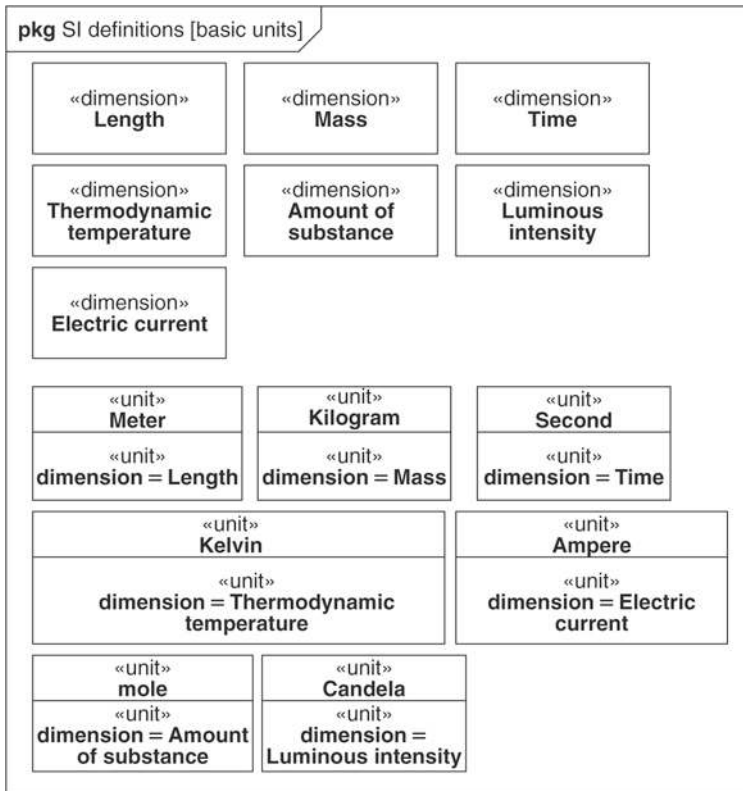 pkg SI definitions [basic units]
«dimension»
Length
«dimension»
Mass
«dimension»
Time
«dimension»
Thermodynamic
temperature
«dimension»
Amount of
substance
«dimension»
Luminous
intensity
«dimension»
Electric current
«unit»
Meter
«unit»
dimension = Length
«unit»
Kilogram
«unit»
dimension = Mass
«unit»
Second
«unit»
dimension = Time
«unit»
Kelvin
«unit»
dimension = Thermodynamic
temperature
«unit»
Ampere
«unit»
dimension = Electric
current
«unit»
mole
«unit»
dimension = Amount
of substance
«unit»
Candela
«unit»
dimension =
Luminous intensity